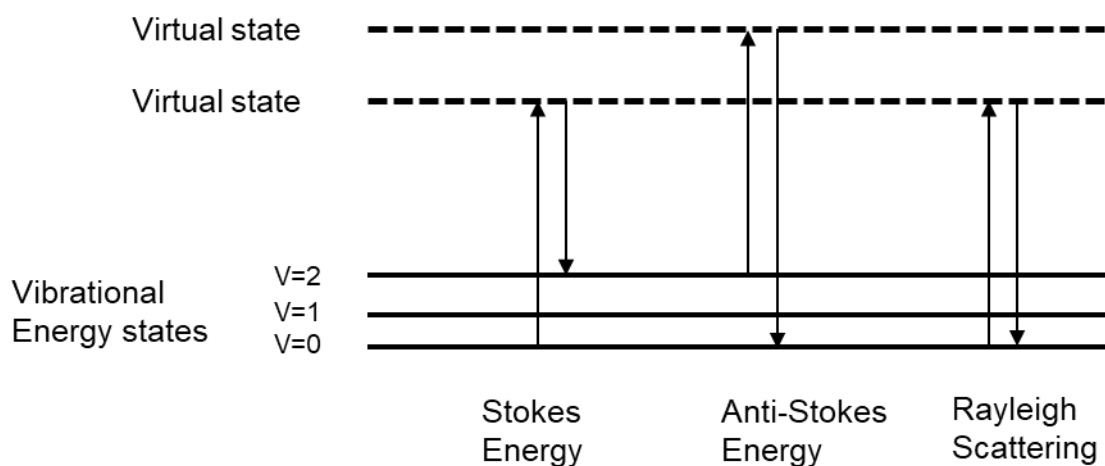 Virtual state
Virtual state
V=2
Vibrational
Energy states
V=1
V=0
Stokes
Energy
Anti-Stokes
Energy
Rayleigh
Scattering